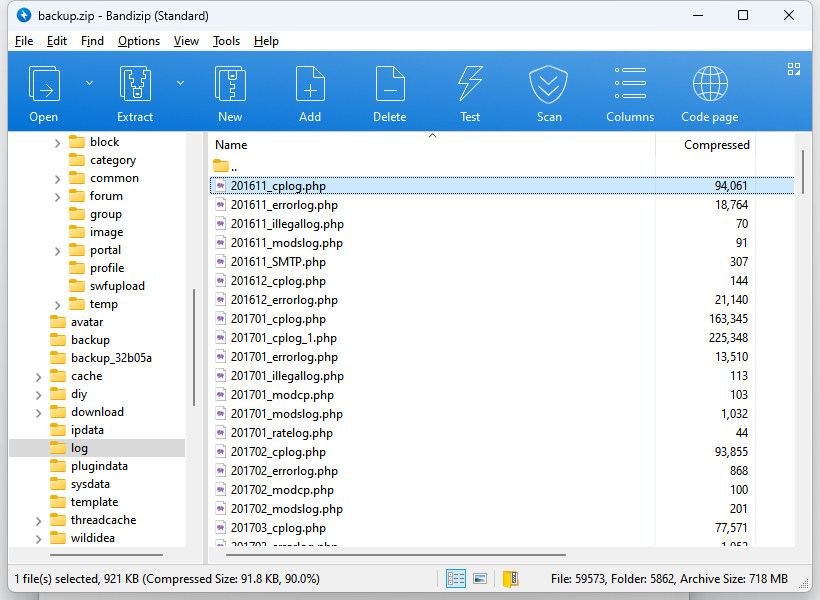 backup.zip - Bandizip (Standard)
File Edit Find Options View Tools Help
Open Extract New Add Delete Test Scan Columns Code page
block
category
common
forum
group
image
portal
profile
swfupload
temp
avatar
backup
backup_32b05a
cache
diy
download
ipdata
log
plugindata
sysdata
template
threadcache
wildidea
Name Compressed
..
201611_cplog.php 94,061
201611_errorlog.php 18,764
201611_illegallog.php 70
201611_modslog.php 91
201611_SMTP.php 307
201612_cplog.php 144
201612_errorlog.php 21,140
201701_cplog.php 163,345
201701_cplog_1.php 225,348
201701_errorlog.php 13,510
201701_illegallog.php 113
201701_modcp.php 103
201701_modslog.php 1,032
201701_ratelog.php 44
201702_cplog.php 93,855
201702_errorlog.php 868
201702_modcp.php 100
201702_modslog.php 201
201703_cplog.php 77,571
1 file(s) selected, 921 KB (Compressed Size: 91.8 KB, 90.0%)
File: 59573, Folder: 5862, Archive Size: 718 MB